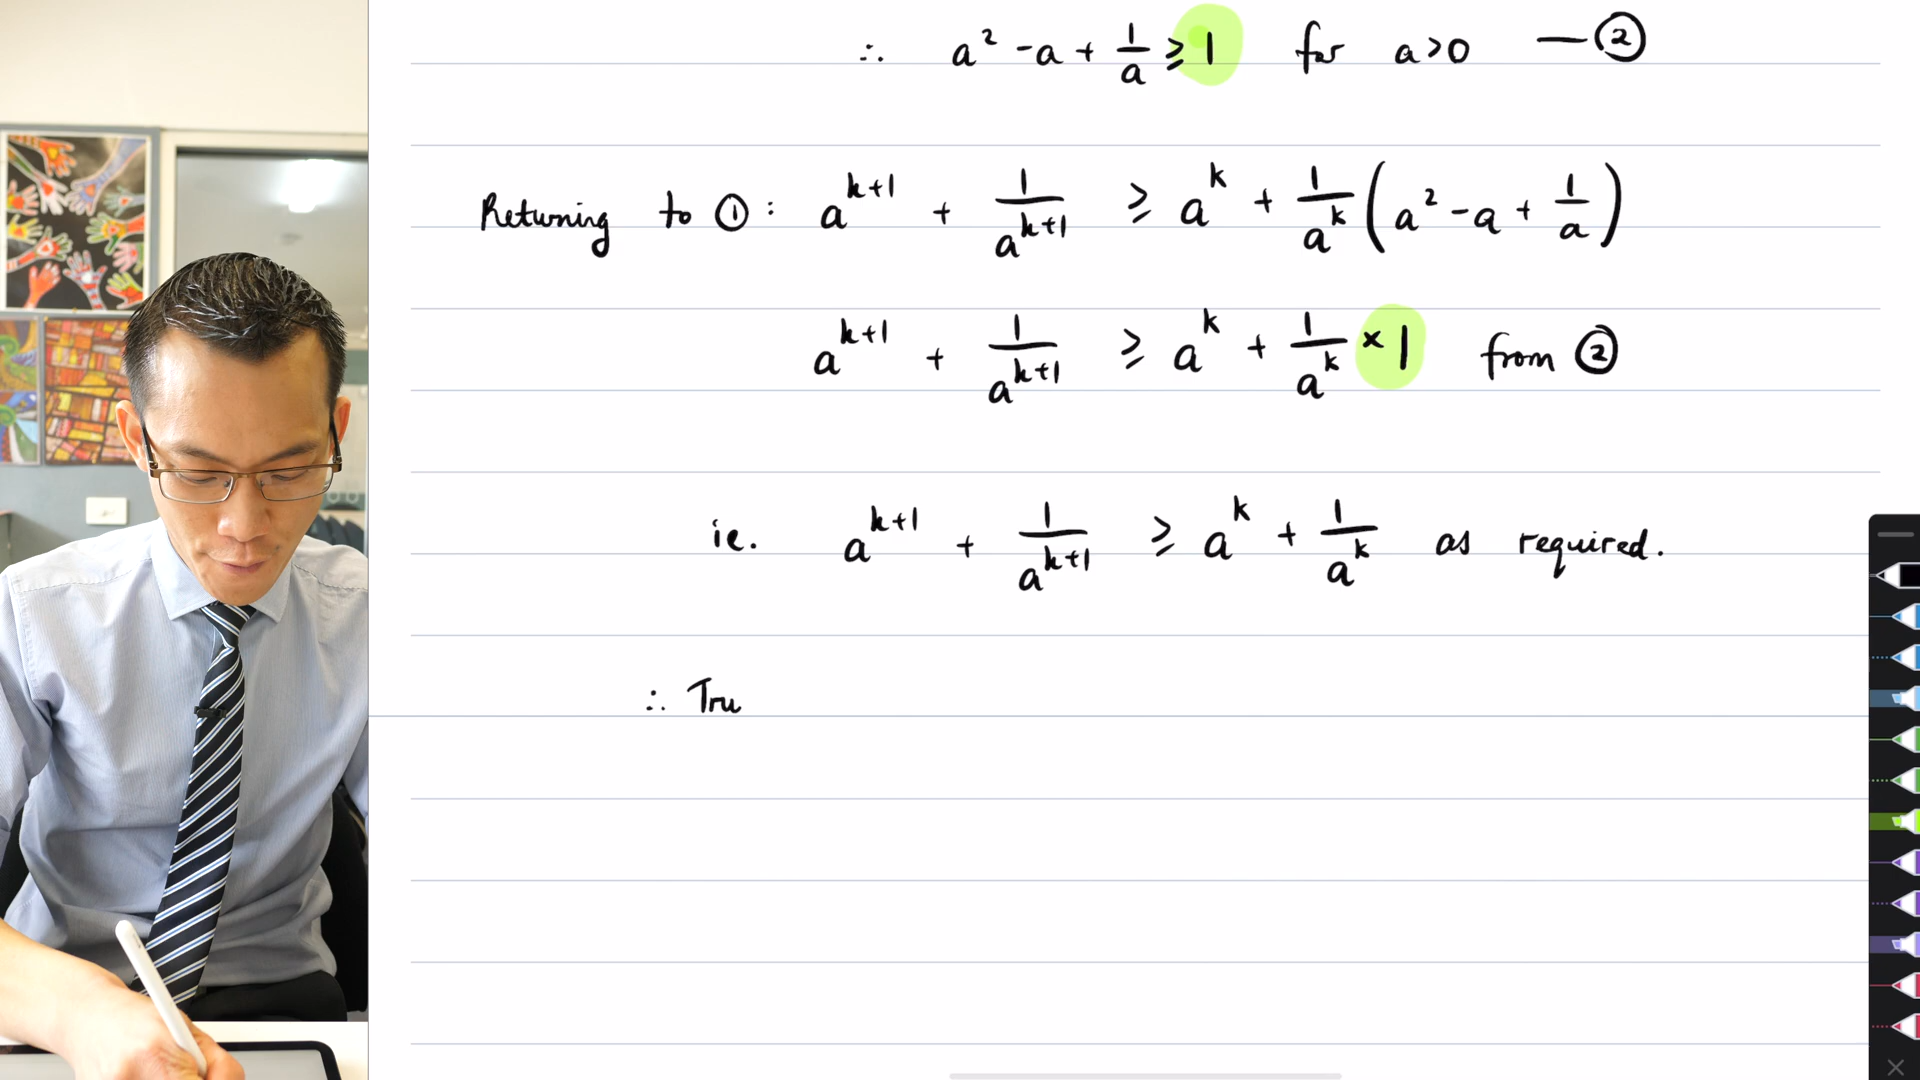 ∴ a² - a + 1/a ≥ 1 for a > 0 — ②
Returning to ①: a^(k+1) + 1/a^(k+1) ≥ a^k + 1/a^k (a² - a + 1/a)
a^(k+1) + 1/a^(k+1) ≥ a^k + 1/a^k × 1 from ②
ie. a^(k+1) + 1/a^(k+1) ≥ a^k + 1/a^k as required.
∴ Tru